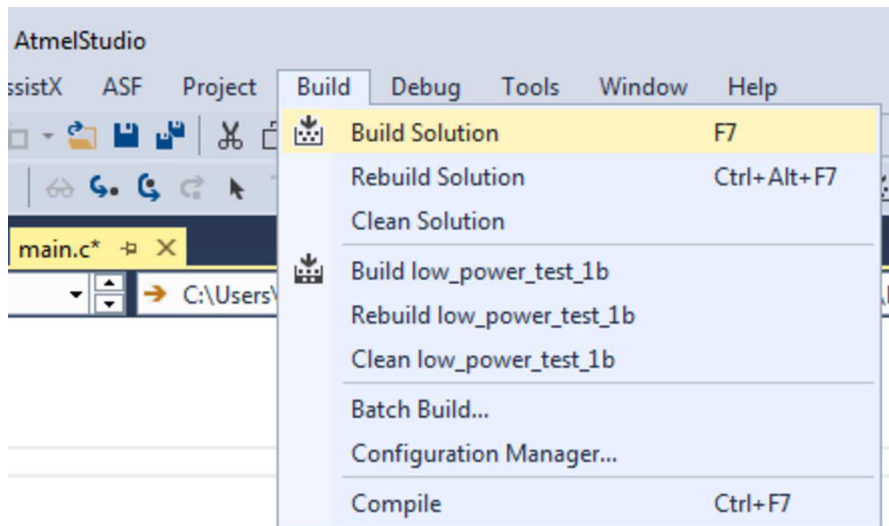 AtmelStudio
ssistX ASF Project Build Debug Tools Window Help
Build Solution F7
Rebuild Solution Ctrl+Alt+F7
Clean Solution
main.c*
Build low_power_test_1b
C:\Users\
Rebuild low_power_test_1b
Clean low_power_test_1b
Batch Build...
Configuration Manager...
Compile Ctrl+F7